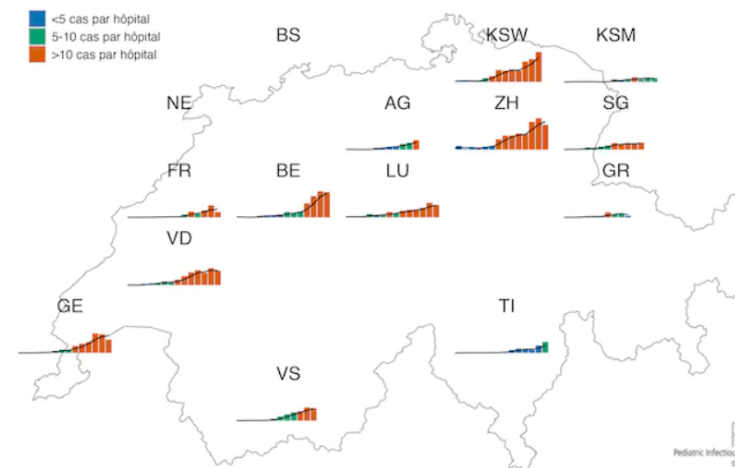 <5 cas par hôpital
5-10 cas par hôpital
>10 cas par hôpital
BS
KSW
KSM
NE
AG
ZH
SG
FR
BE
LU
GR
VD
GE
TI
VS
Pediatric Infectiou